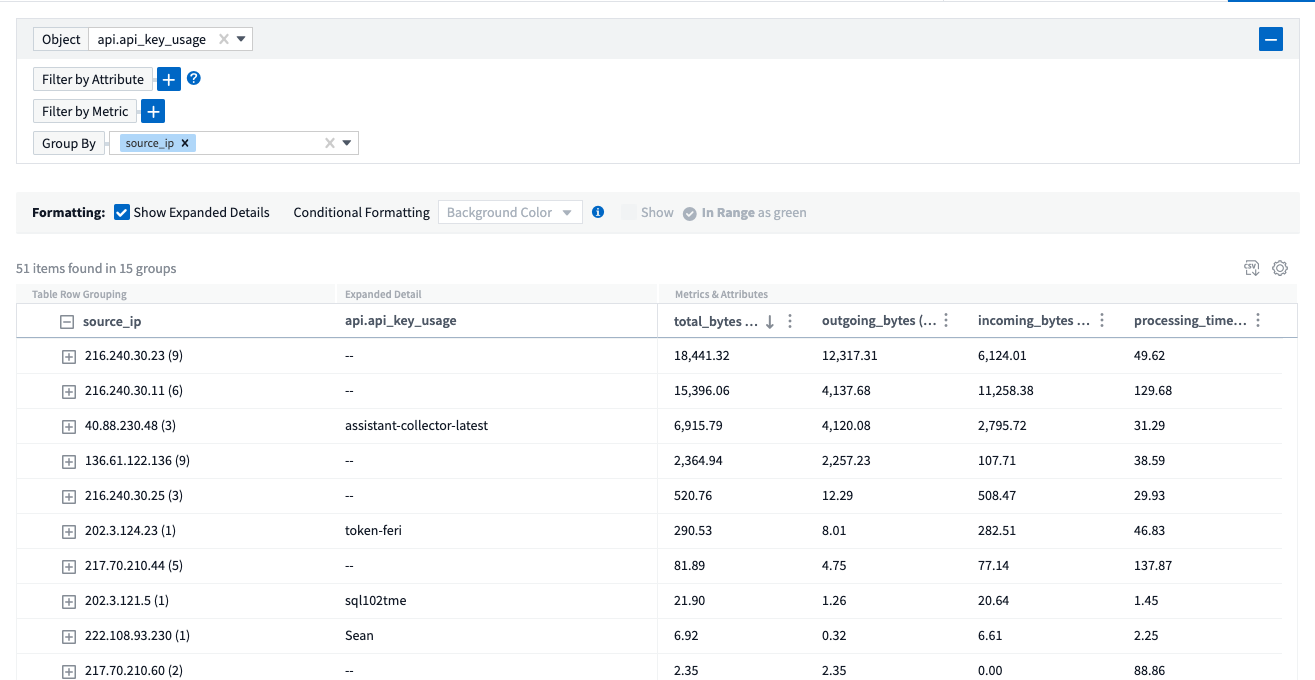 Object api.api_key_usage
Filter by Attribute
Filter by Metric
Group By source_ip
Formatting: Show Expanded Details Conditional Formatting Background Color Show In Range as green
51 items found in 15 groups CSV
Table Row Grouping Expanded Detail Metrics & Attributes
source_ip api.api_key_usage total_bytes ... outgoing_bytes (... incoming_bytes ... processing_time...
216.240.30.23 (9) -- 18,441.32 12,317.31 6,124.01 49.62
216.240.30.11 (6) -- 15,396.06 4,137.68 11,258.38 129.68
40.88.230.48 (3) assistant-collector-latest 6,915.79 4,120.08 2,795.72 31.29
136.61.122.136 (9) -- 2,364.94 2,257.23 107.71 38.59
216.240.30.25 (3) -- 520.76 12.29 508.47 29.93
202.3.124.23 (1) token-feri 290.53 8.01 282.51 46.83
217.70.210.44 (5) -- 81.89 4.75 77.14 137.87
202.3.121.5 (1) sql102tme 21.90 1.26 20.64 1.45
222.108.93.230 (1) Sean 6.92 0.32 6.61 2.25
217.70.210.60 (2) -- 2.35 2.35 0.00 88.86